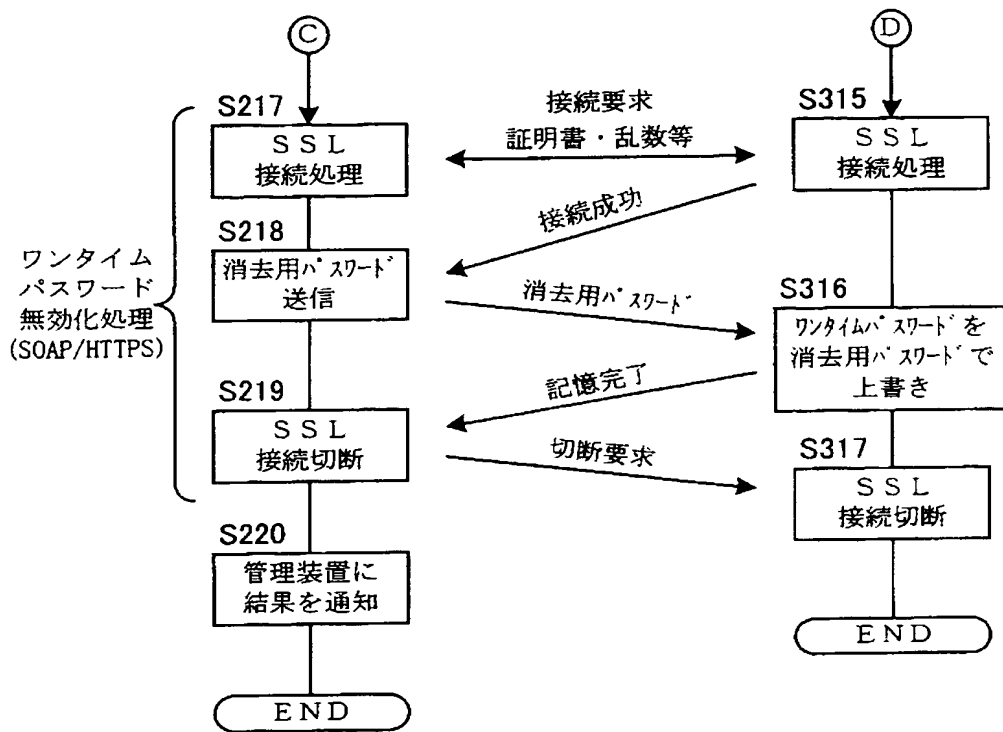 C
S217
SSL
接続処理
S218
消去用パスワード
送信
S219
SSL
接続切断
S220
管理装置に
結果を通知
END
ワンタイム
パスワード
無効化処理
(SOAP/HTTPS)
接続要求
証明書・乱数等
接続成功
消去用パスワード
記憶完了
切断要求
D
S315
SSL
接続処理
S316
ワンタイムパスワードを
消去用パスワードで
上書き
S317
SSL
接続切断
END